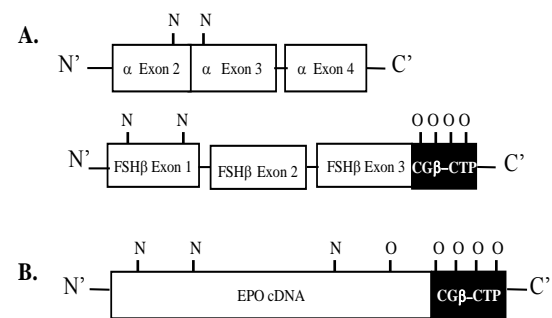 A.
N N
N' α Exon 2 α Exon 3 α Exon 4 C'
N N O O O O
N' FSHβ Exon 1 FSHβ Exon 2 FSHβ Exon 3 CGβ–CTP C'
B.
N N N O O O O O
N' EPO cDNA CGβ–CTP C'